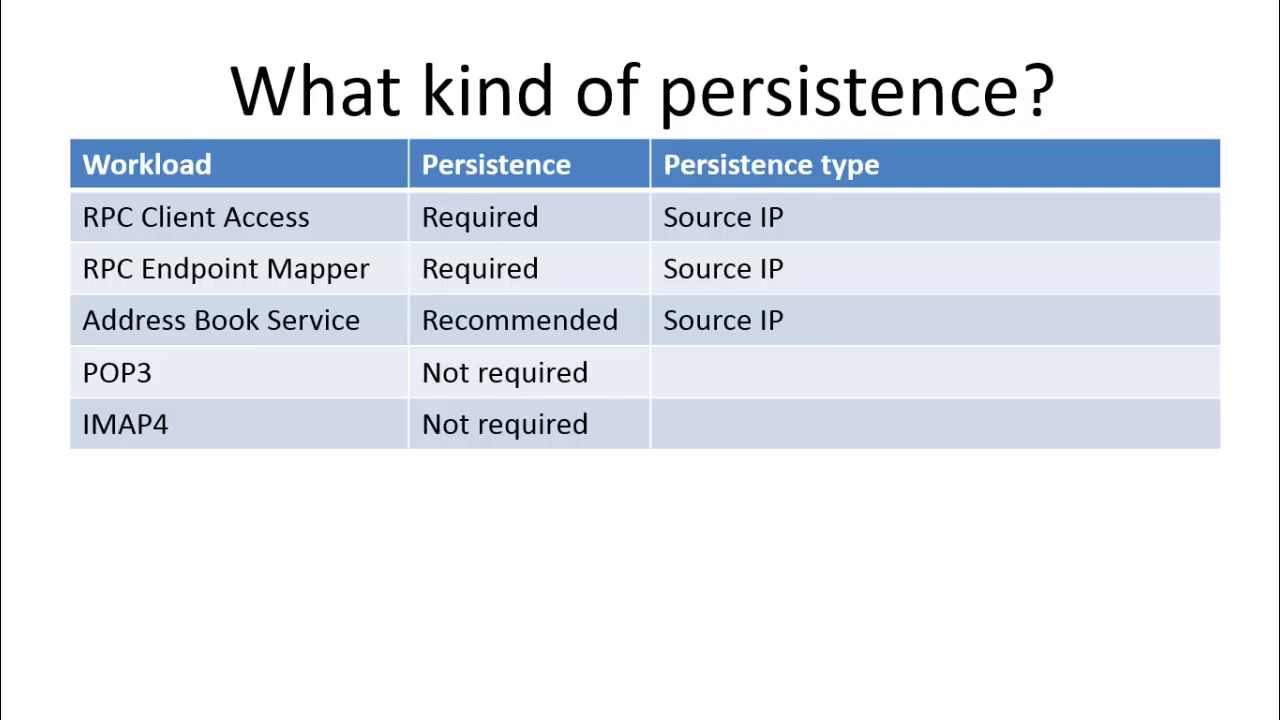 What kind of persistence?
Workload Persistence Persistence type
RPC Client Access Required Source IP
RPC Endpoint Mapper Required Source IP
Address Book Service Recommended Source IP
POP3 Not required
IMAP4 Not required